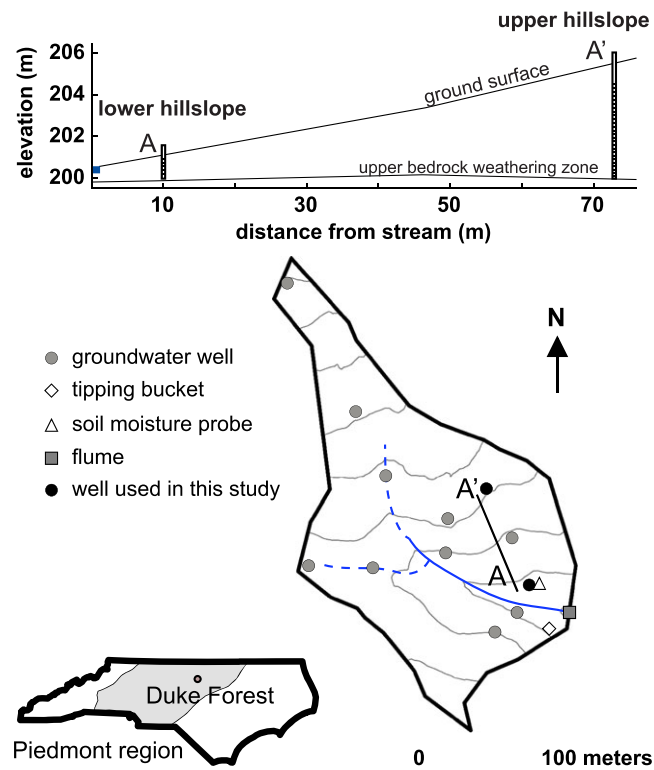 upper hillslope
206
A’
204
ground surface
elevation (m)
lower hillslope
202
A
upper bedrock weathering zone
200
10 30 50 70
distance from stream (m)
N
groundwater well
tipping bucket
soil moisture probe
flume
well used in this study
A’
A
Duke Forest
Piedmont region
0 100 meters